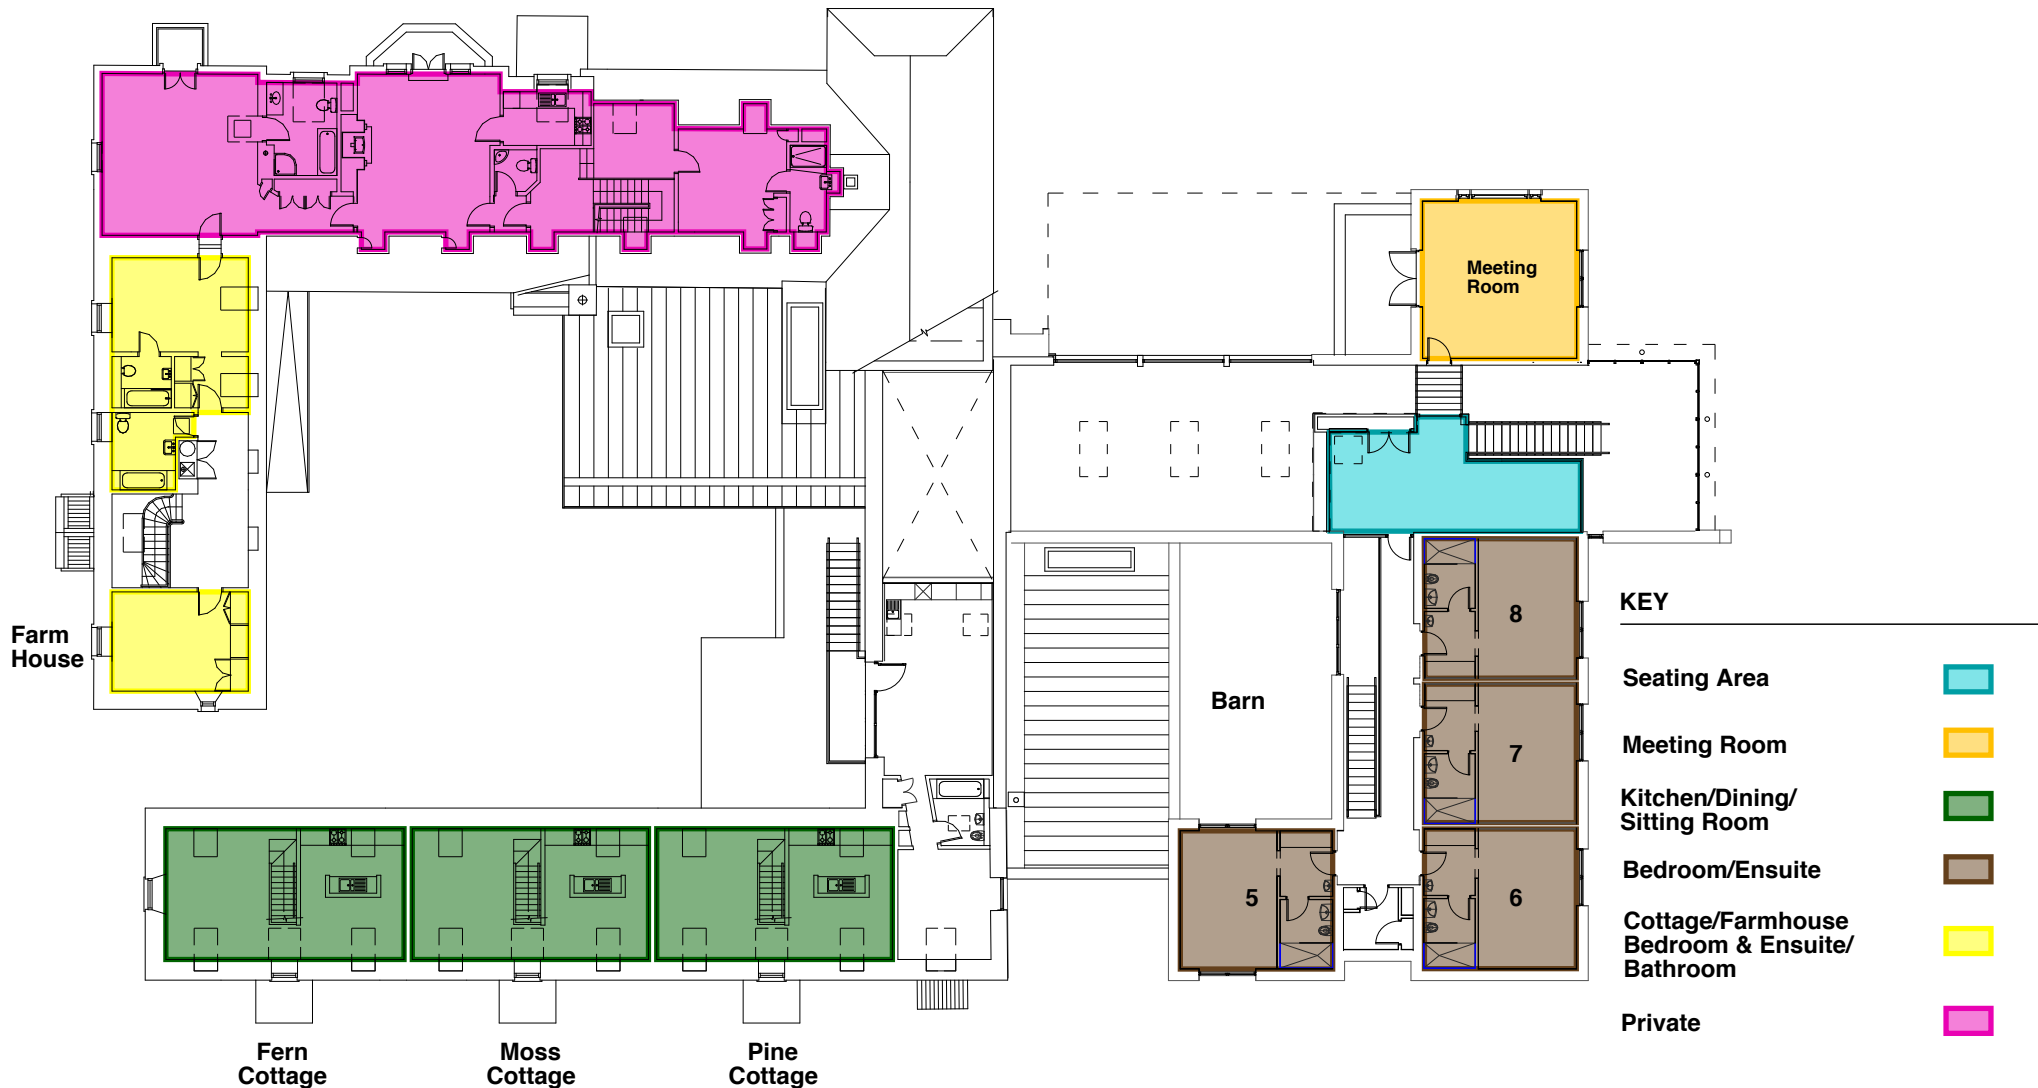 Meeting
Room
Farm
House
Barn
8
7
5
6
KEY
Seating Area
Meeting Room
Kitchen/Dining/
Sitting Room
Bedroom/Ensuite
Cottage/Farmhouse
Bedroom & Ensuite/
Bathroom
Private
Fern
Cottage
Moss
Cottage
Pine
Cottage